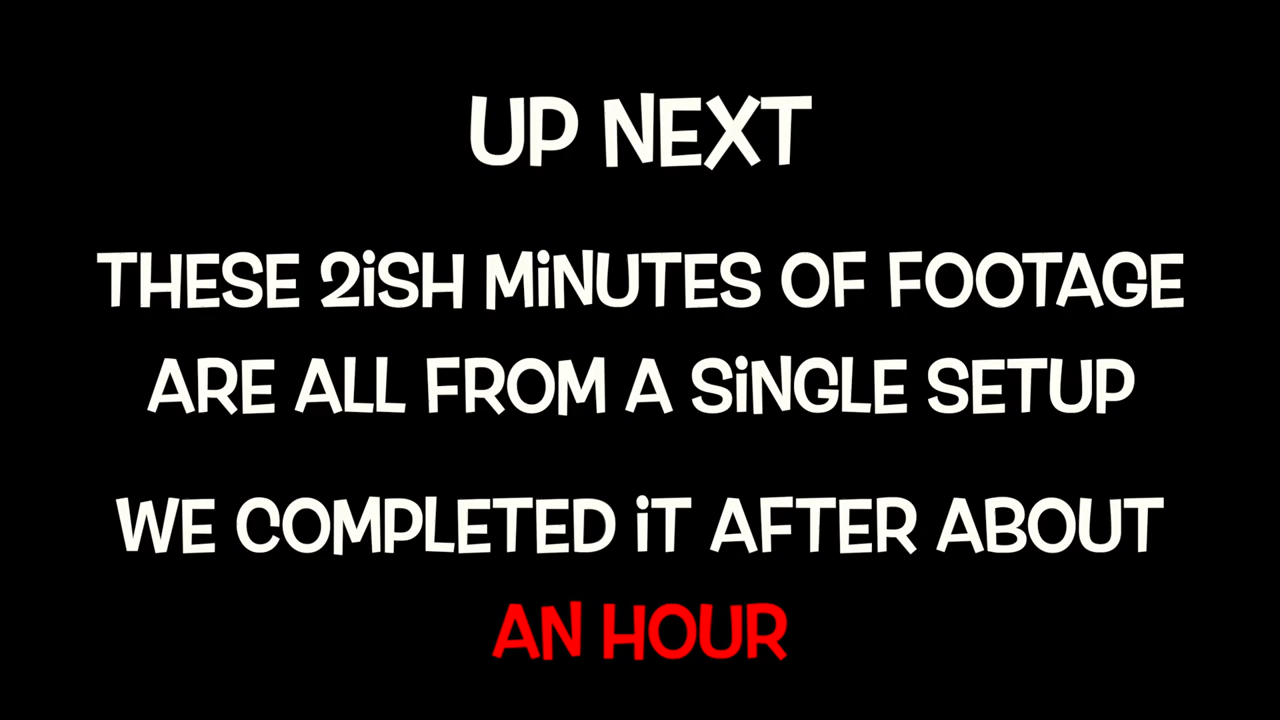 UP NEXT
THESE 2iSH MiNUTES OF FOOTAGE
ARE ALL FROM A SiNGLE SETUP
WE COMPLETED iT AFTER ABOUT
AN HOUR